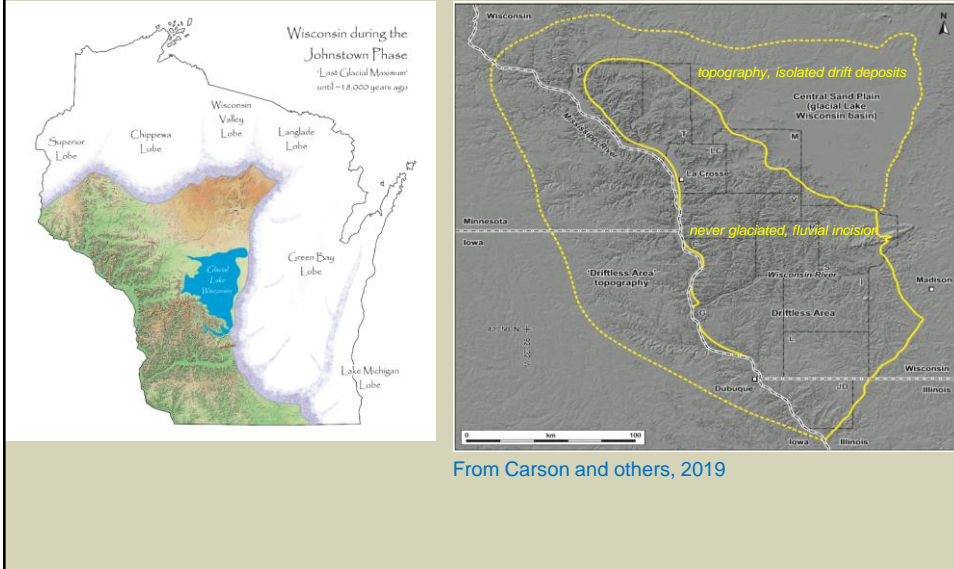 Wisconsin during the
Johnstown Phase
'Last Glacial Maximum'
until ~18,000 years ago
Superior
Lobe
Chippewa
Lobe
Wisconsin
Valley
Lobe
Langlade
Lobe
Glacial
Lake
Wisconsin
Green Bay
Lobe
Lake Michigan
Lobe
Wisconsin
N
topography, isolated drift deposits
Central Sand Plain
(glacial Lake
Wisconsin basin)
Mississippi River
B
T
LC
M
La Crosse
V
Minnesota
Iowa
never glaciated, fluvial incision
'Driftless Area'
topography
Wisconsin River
S
I
Madison
G
Driftless Area
L
Dubuque
JD
Wisconsin
Illinois
0 km 100
Iowa Illinois
From Carson and others, 2019